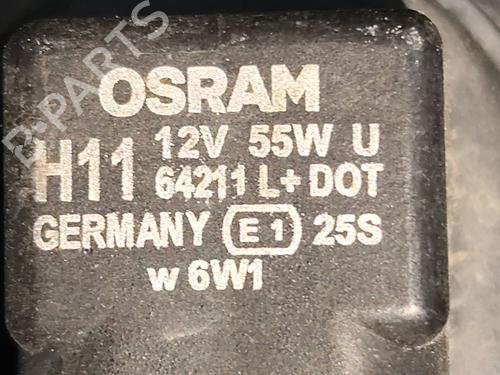 OSRAM
H11 12V 55W U
64211 L+ DOT
GERMANY E1 25S
w 6W1
B-PARTS